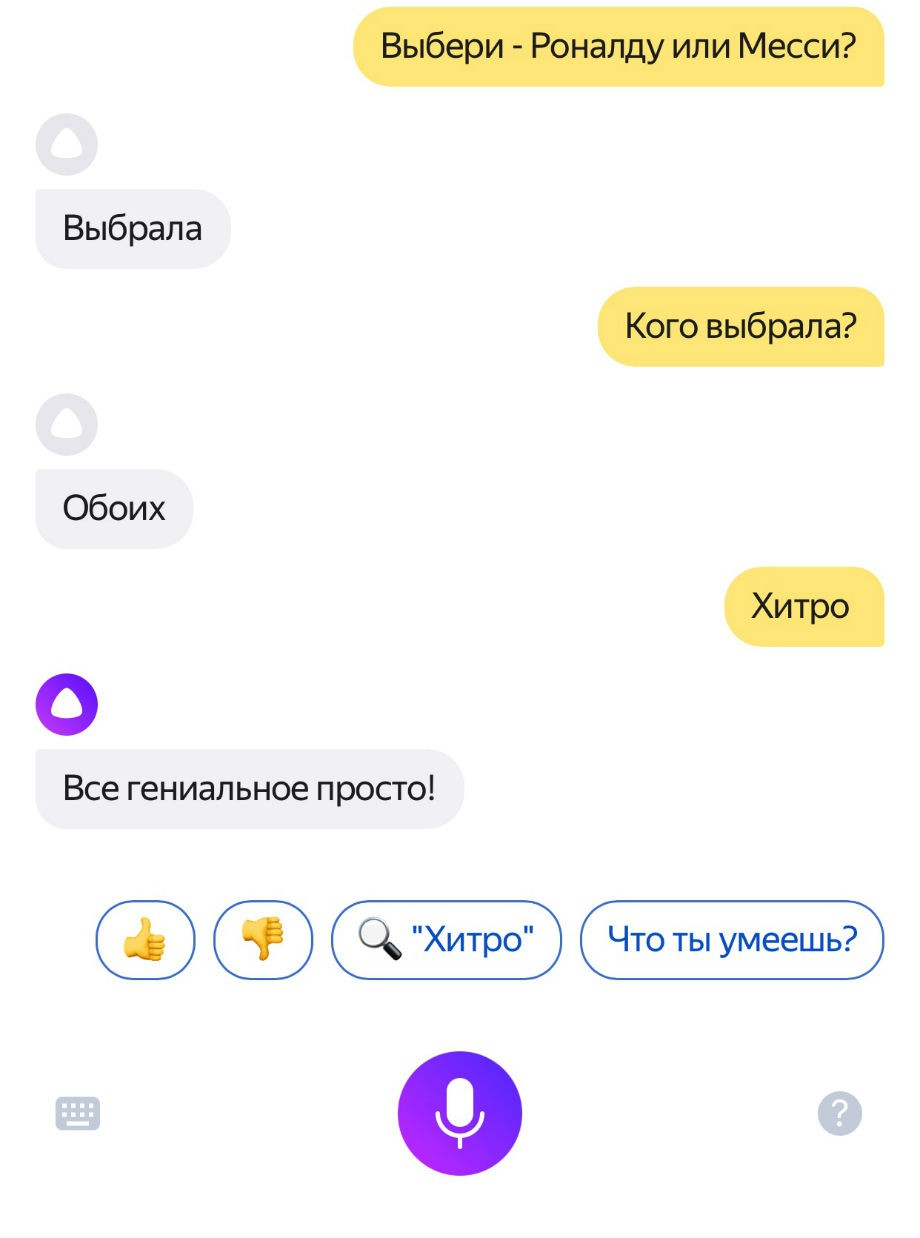 Выбери - Роналду или Месси?
Выбрала
Кого выбрала?
Обоих
Хитро
Все гениальное просто!
"Хитро"
Что ты умеешь?
?